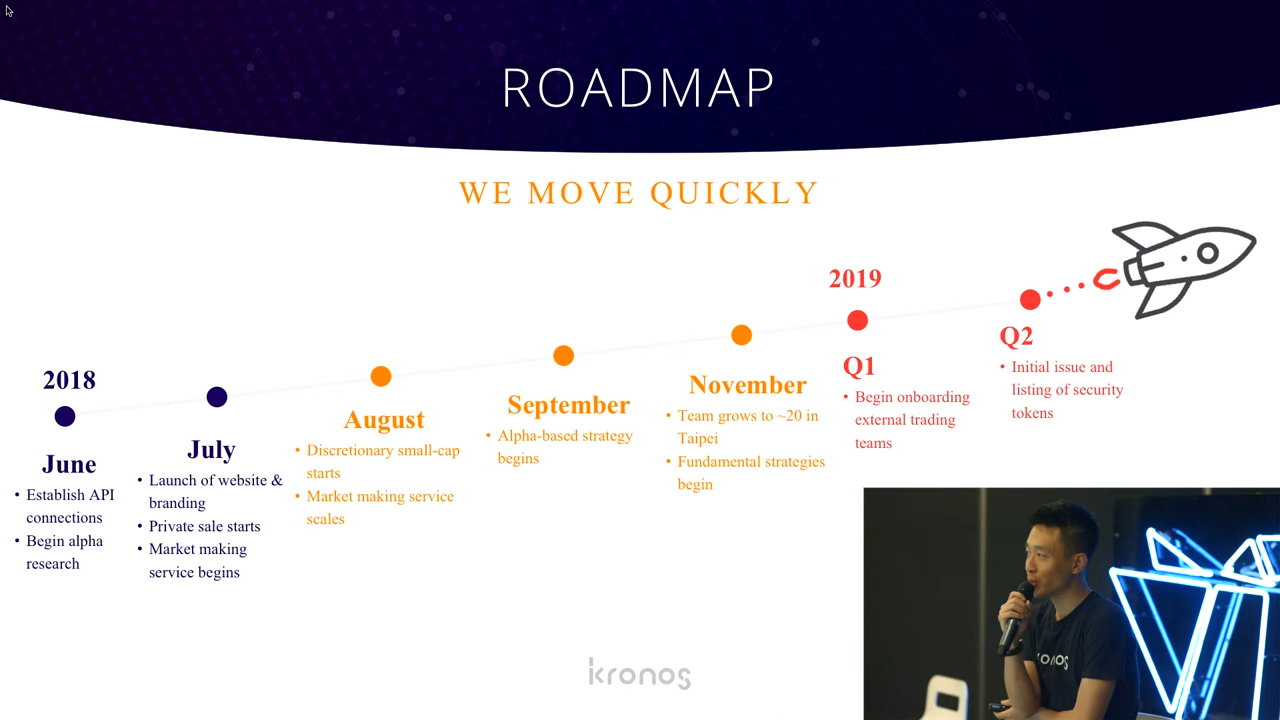 ROADMAP
WE MOVE QUICKLY
2018
June
• Establish API
connections
• Begin alpha
research
July
• Launch of website &
branding
• Private sale starts
• Market making
service begins
August
• Discretionary small-cap
starts
• Market making service
scales
September
• Alpha-based strategy
begins
November
• Team grows to ~20 in
Taipei
• Fundamental strategies
begin
2019
Q1
• Begin onboarding
external trading
teams
Q2
• Initial issue and
listing of security
tokens
kronos
kronos